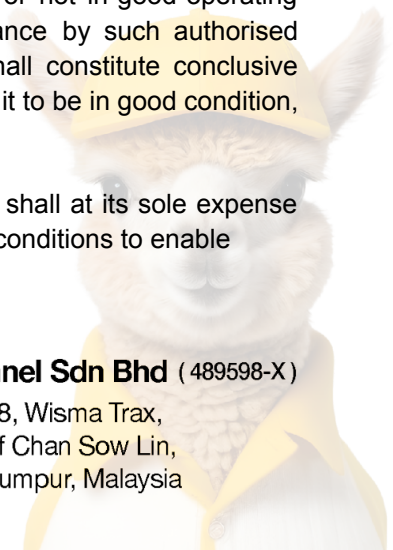 or not in good operating
ance by such authorised
hall constitute conclusive
it to be in good condition,
shall at its sole expense
conditions to enable
nnel Sdn Bhd (489598-X)
8, Wisma Trax,
f Chan Sow Lin,
umpur, Malaysia